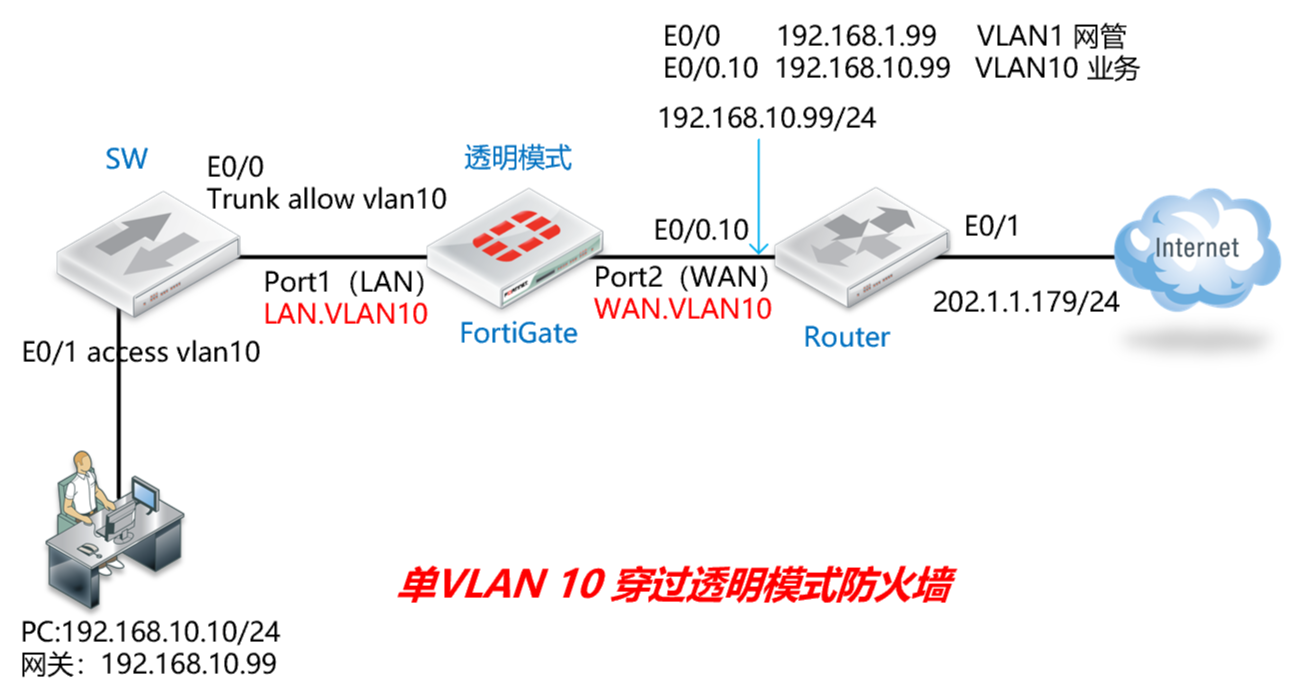 E0/0 192.168.1.99 VLAN1 网管
E0/0.10 192.168.10.99 VLAN10 业务
192.168.10.99/24
SW
E0/0
Trunk allow vlan10
透明模式
E0/0.10
E0/1
Internet
Port1（LAN）
LAN.VLAN10
FortiGate
Port2（WAN）
WAN.VLAN10
Router
202.1.1.179/24
E0/1 access vlan10
单VLAN 10 穿过透明模式防火墙
PC:192.168.10.10/24
网关：192.168.10.99